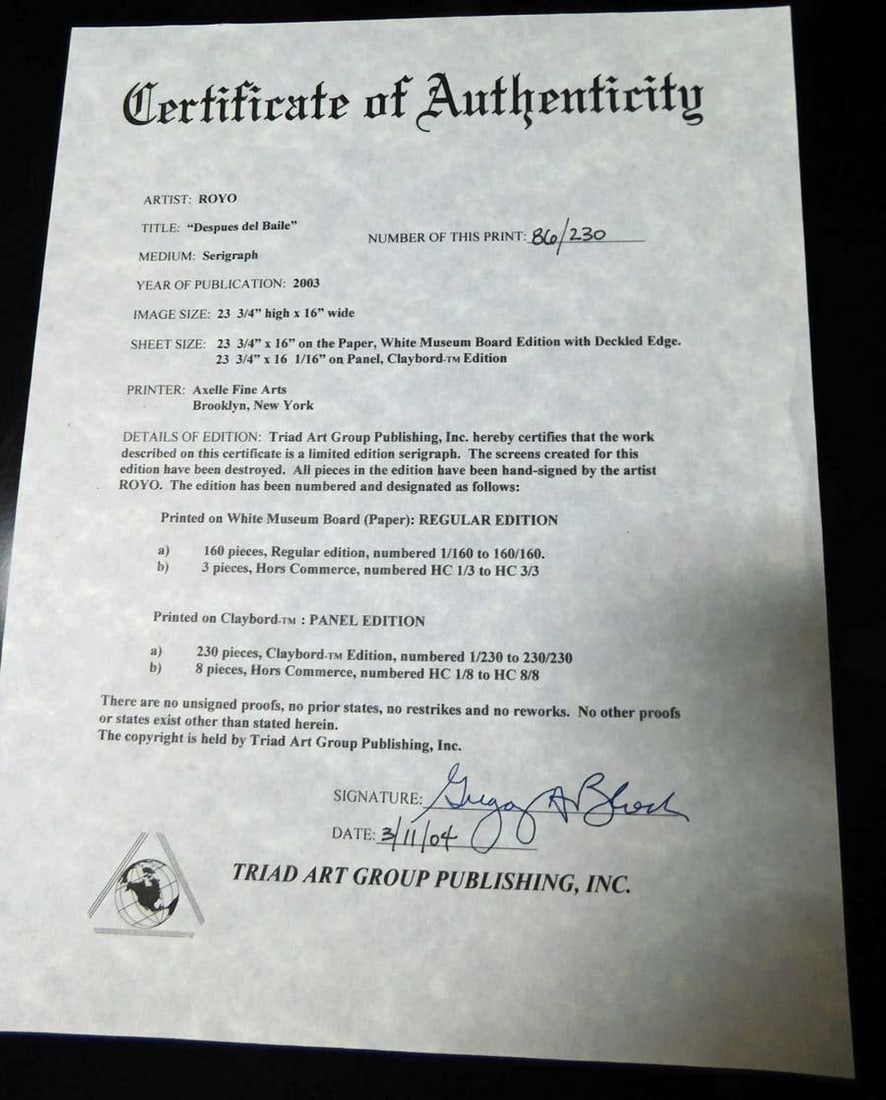 Certificate of Authenticity
ARTIST: ROYO
TITLE: “Despues del Baile”
NUMBER OF THIS PRINT: 86/230
MEDIUM: Serigraph
YEAR OF PUBLICATION: 2003
IMAGE SIZE: 23 3/4” high x 16” wide
SHEET SIZE: 23 3/4” x 16” on the Paper, White Museum Board Edition with Deckled Edge.
23 3/4” x 16 1/16” on Panel, Claybord-TM Edition
PRINTER: Axelle Fine Arts
Brooklyn, New York
DETAILS OF EDITION: Triad Art Group Publishing, Inc. hereby certifies that the work
described on this certificate is a limited edition serigraph. The screens created for this
edition have been destroyed. All pieces in the edition have been hand-signed by the artist
ROYO. The edition has been numbered and designated as follows:
Printed on White Museum Board (Paper): REGULAR EDITION
a) 160 pieces, Regular edition, numbered 1/160 to 160/160.
b) 3 pieces, Hors Commerce, numbered HC 1/3 to HC 3/3
Printed on Claybord-TM : PANEL EDITION
a) 230 pieces, Claybord-TM Edition, numbered 1/230 to 230/230
b) 8 pieces, Hors Commerce, numbered HC 1/8 to HC 8/8
There are no unsigned proofs, no prior states, no restrikes and no reworks. No other proofs
or states exist other than stated herein.
The copyright is held by Triad Art Group Publishing, Inc.
SIGNATURE:
DATE: 3/11/04
TRIAD ART GROUP PUBLISHING, INC.